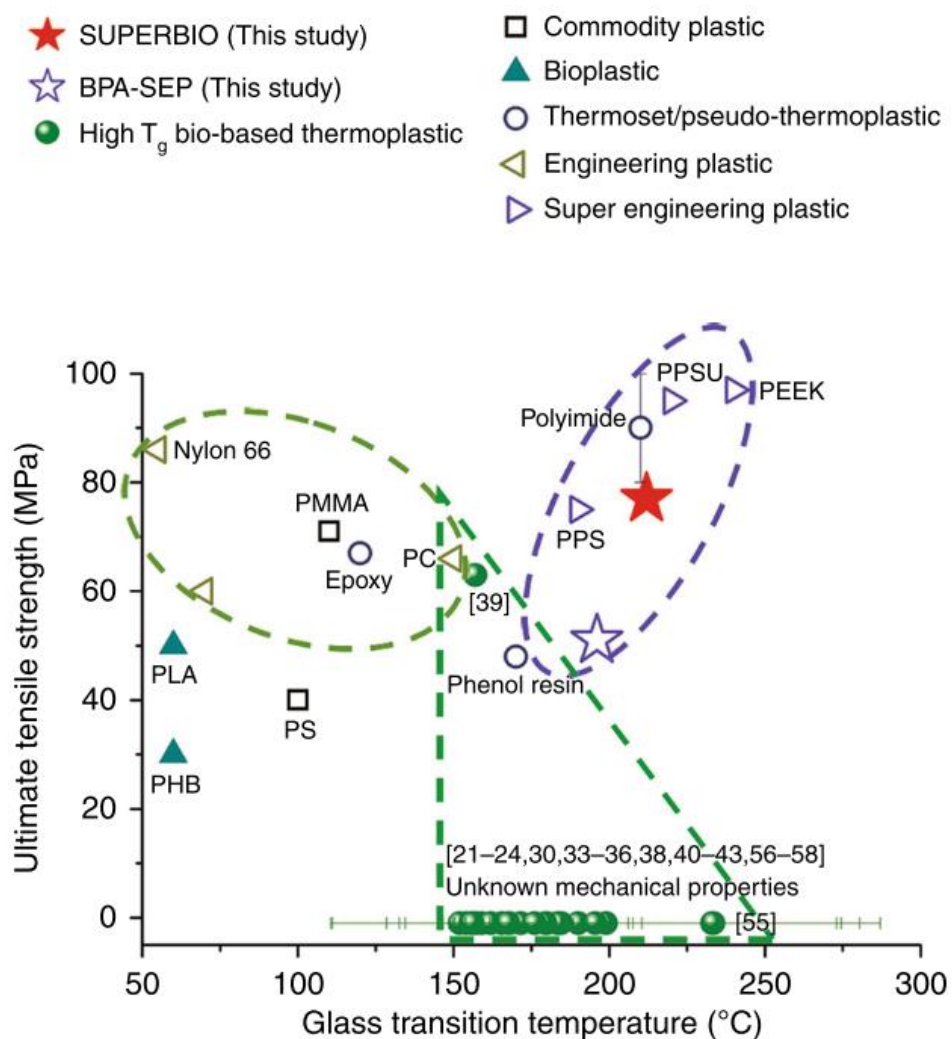 SUPERBIO (This study)
BPA-SEP (This study)
High Tg bio-based thermoplastic
Commodity plastic
Bioplastic
Thermoset/pseudo-thermoplastic
Engineering plastic
Super engineering plastic
Ultimate tensile strength (MPa)
100
80
60
40
20
0
PPSU
PEEK
Polyimide
Nylon 66
PMMA
PPS
PC
Epoxy
[39]
PLA
Phenol resin
PS
PHB
[21–24,30,33–36,38,40–43,56–58]
Unknown mechanical properties
[55]
50
100
150
200
250
300
Glass transition temperature (°C)